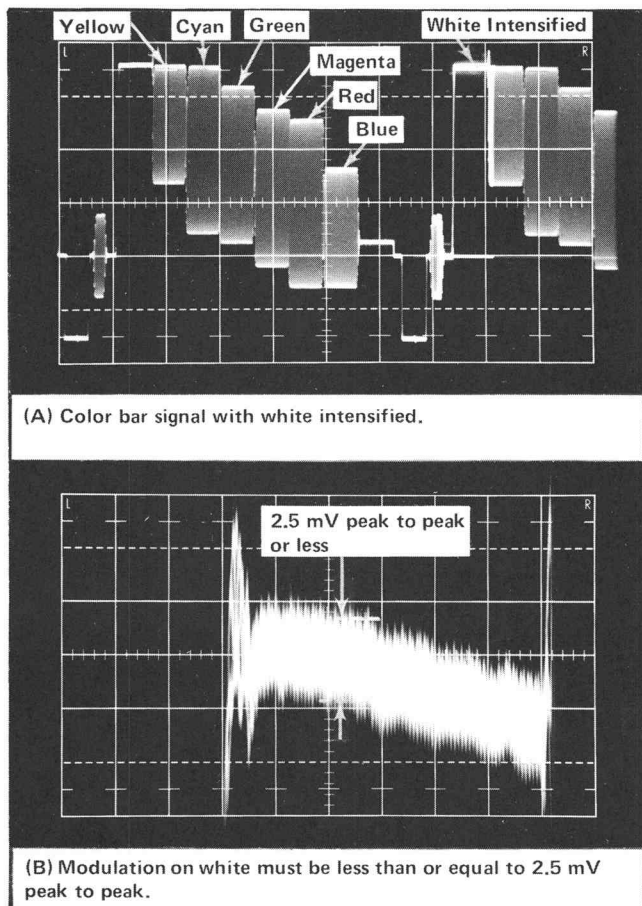 Yellow
Cyan
Green
White Intensified
L
R
Magenta
Red
Blue
(A) Color bar signal with white intensified.
L
R
2.5 mV peak to peak
or less
(B) Modulation on white must be less than or equal to 2.5 mV
peak to peak.